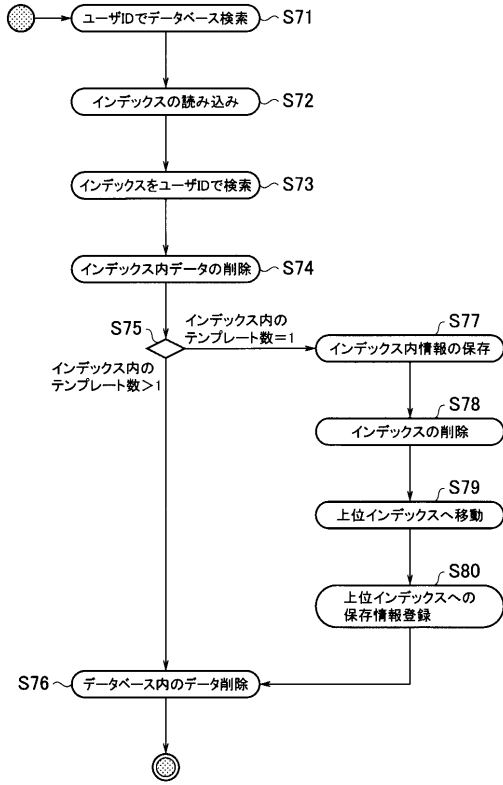 ユーザIDでデータベース検索 S71
インデックスの読み込み S72
インデックスをユーザIDで検索 S73
インデックス内データの削除 S74
S75
インデックス内の
テンプレート数=1
インデックス内の
テンプレート数>1
S77
インデックス内情報の保存
S78
インデックスの削除
S79
上位インデックスへ移動
S80
上位インデックスへの
保存情報登録
S76 データベース内のデータ削除